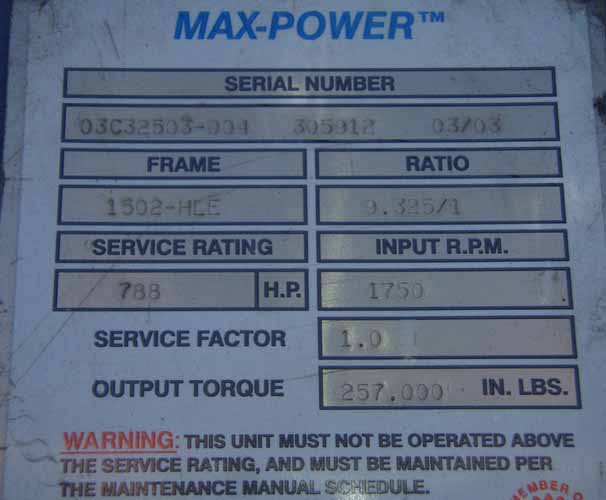 MAX-POWER™
SERIAL NUMBER
03C32503-004 305912 03/03
FRAME RATIO
1502-HLE 9.325/1
SERVICE RATING INPUT R.P.M.
788 H.P. 1750
SERVICE FACTOR 1.0
OUTPUT TORQUE 257.000 IN. LBS.
WARNING: THIS UNIT MUST NOT BE OPERATED ABOVE
THE SERVICE RATING, AND MUST BE MAINTAINED PER
THE MAINTENANCE MANUAL SCHEDULE.
MEMBER